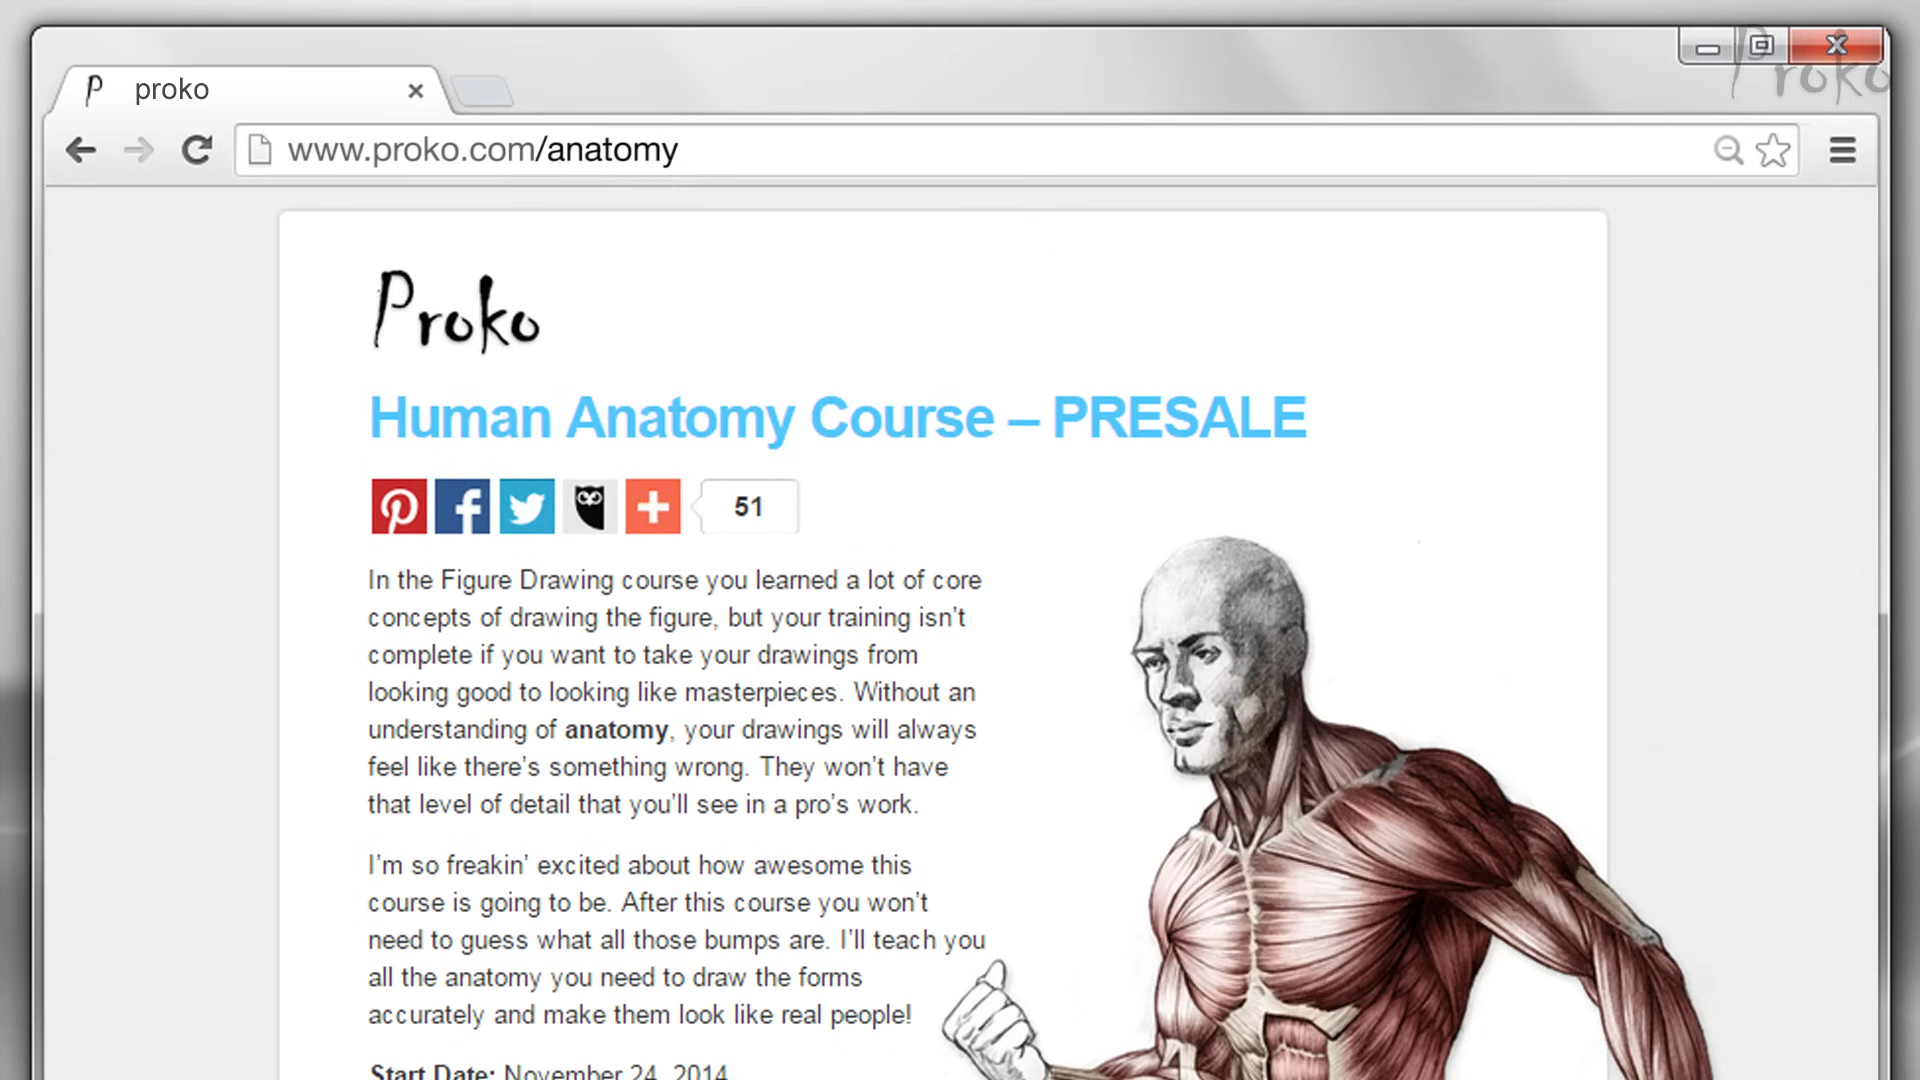 Proko
proko
www.proko.com/anatomy
Proko
Human Anatomy Course – PRESALE
51
In the Figure Drawing course you learned a lot of core
concepts of drawing the figure, but your training isn’t
complete if you want to take your drawings from
looking good to looking like masterpieces. Without an
understanding of anatomy, your drawings will always
feel like there’s something wrong. They won’t have
that level of detail that you’ll see in a pro’s work.
I’m so freakin’ excited about how awesome this
course is going to be. After this course you won’t
need to guess what all those bumps are. I’ll teach you
all the anatomy you need to draw the forms
accurately and make them look like real people!
Start Date: November 24, 2014